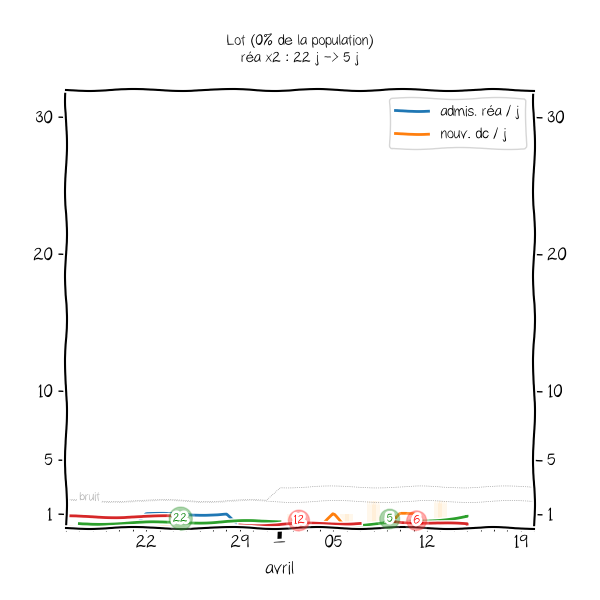 Lot (0% de la population)
réa x2 : 22 j -> 5 j
admis. réa / j
nouv. dc / j
30 30
20 20
10 10
5 5
bruit
1 22 12 5 6 1
22 29 1 05 12 19
avril